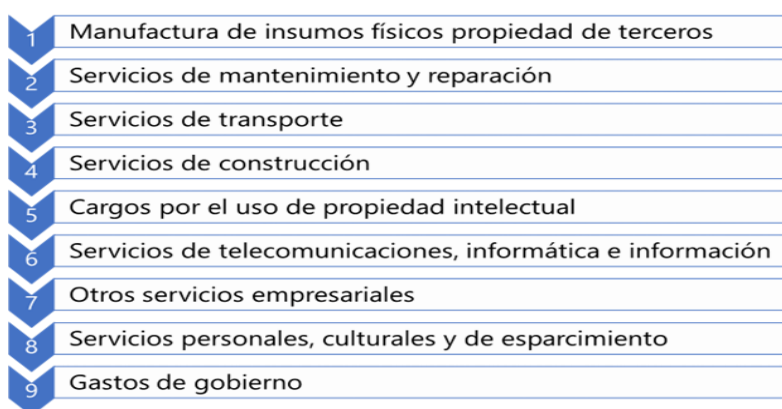 1 Manufactura de insumos físicos propiedad de terceros
2 Servicios de mantenimiento y reparación
3 Servicios de transporte
4 Servicios de construcción
5 Cargos por el uso de propiedad intelectual
6 Servicios de telecomunicaciones, informática e información
7 Otros servicios empresariales
8 Servicios personales, culturales y de esparcimiento
9 Gastos de gobierno